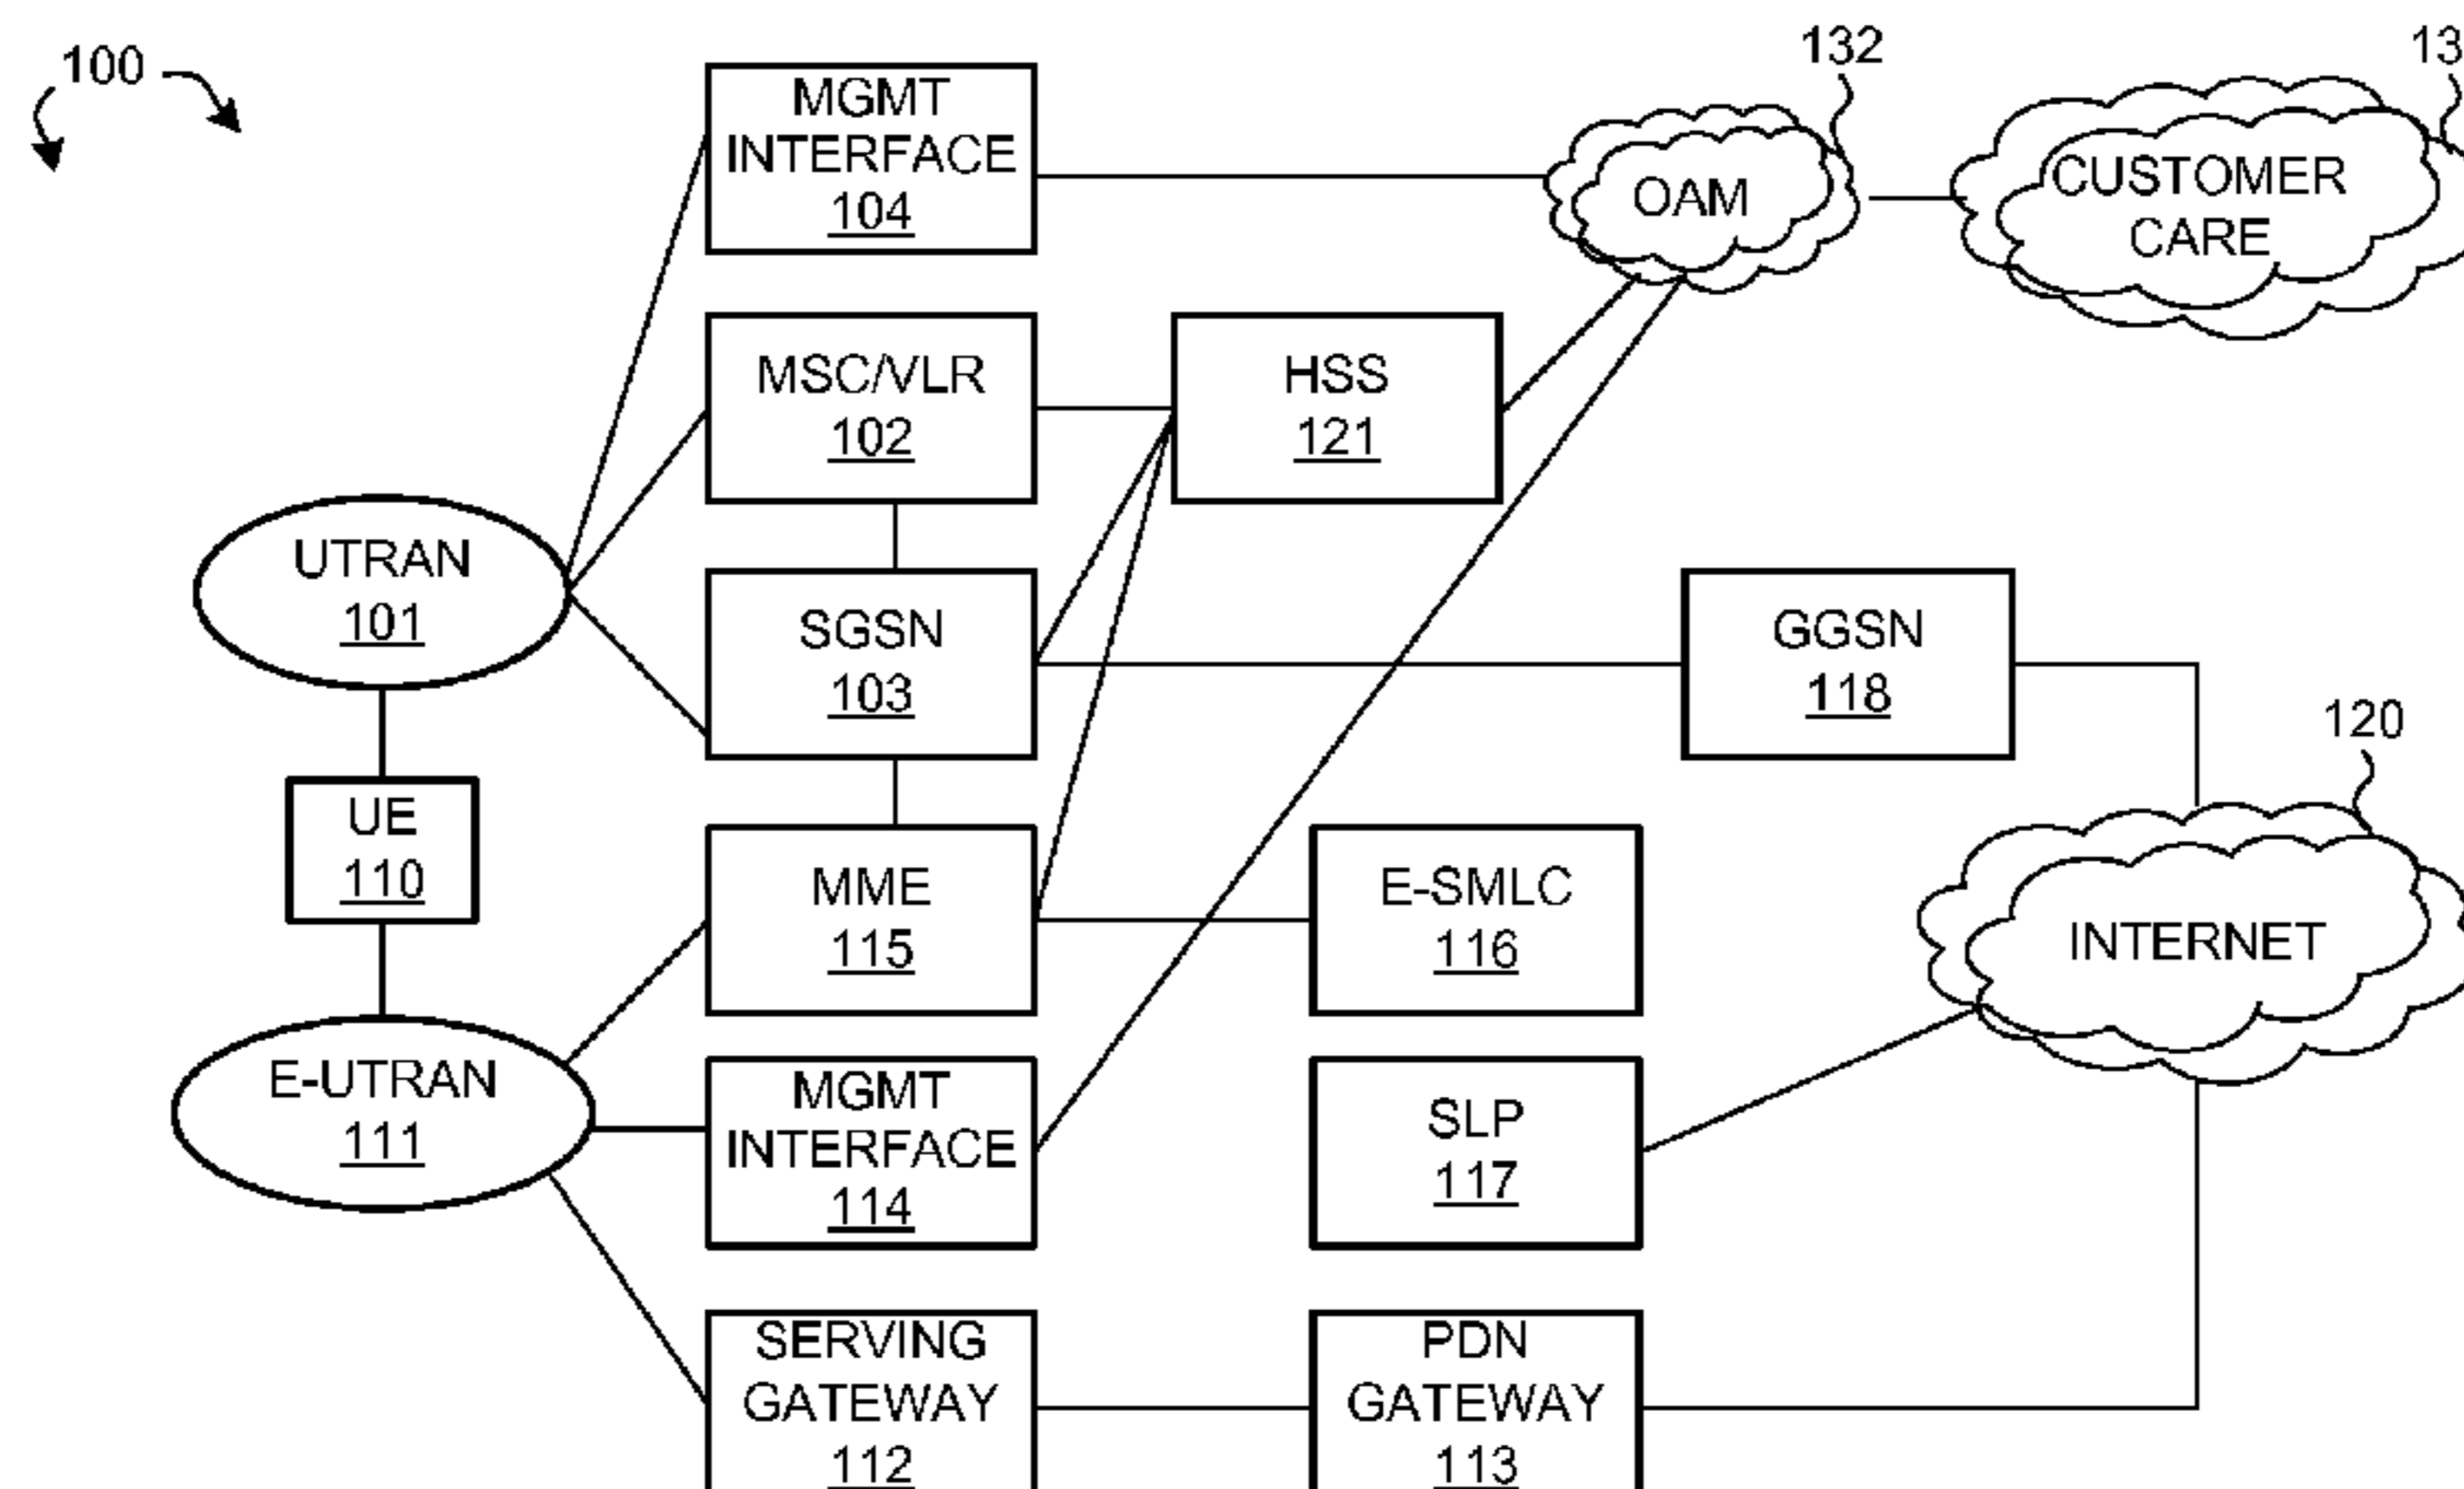 100
132
13
MGMT
INTERFACE
104
OAM
CUSTOMER
CARE
MSC/VLR
102
HSS
121
UTRAN
101
SGSN
103
GGSN
118
120
UE
110
MME
115
E-SMLC
116
INTERNET
E-UTRAN
111
MGMT
INTERFACE
114
SLP
117
SERVING
GATEWAY
112
PDN
GATEWAY
113